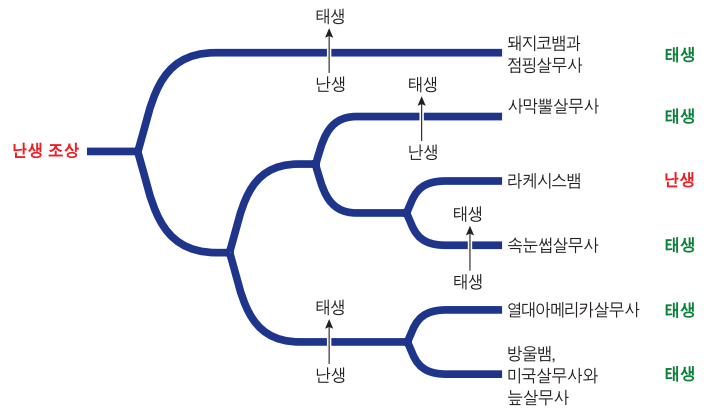 태생
돼지코뱀과
점핑살무사
태생
난생
태생
사막뿔살무사
태생
난생 조상
난생
라케시스뱀
난생
태생
속눈썹살무사
태생
태생
태생
열대아메리카살무사
태생
방울뱀,
미국살무사와
늪살무사
태생
난생